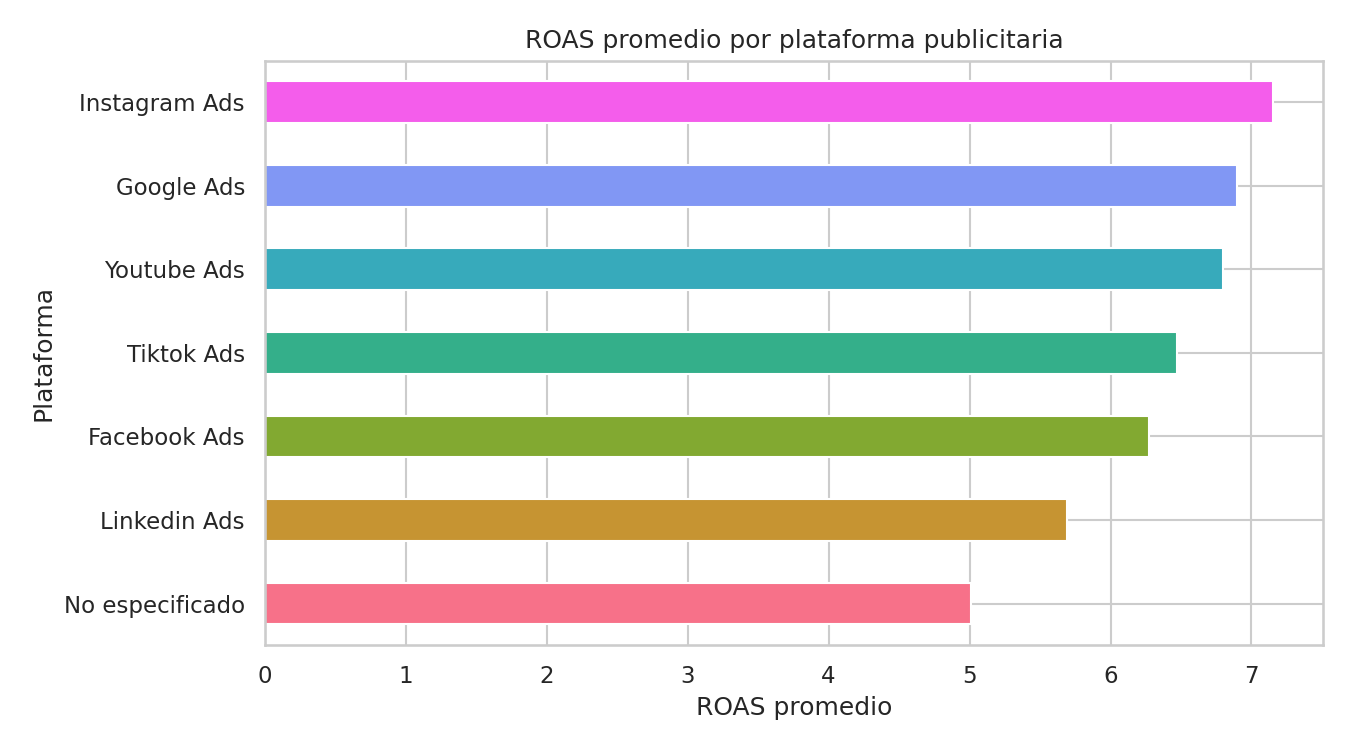 ROAS promedio por plataforma publicitaria
Plataforma
Instagram Ads
Google Ads
Youtube Ads
Tiktok Ads
Facebook Ads
Linkedin Ads
No especificado
0 1 2 3 4 5 6 7
ROAS promedio